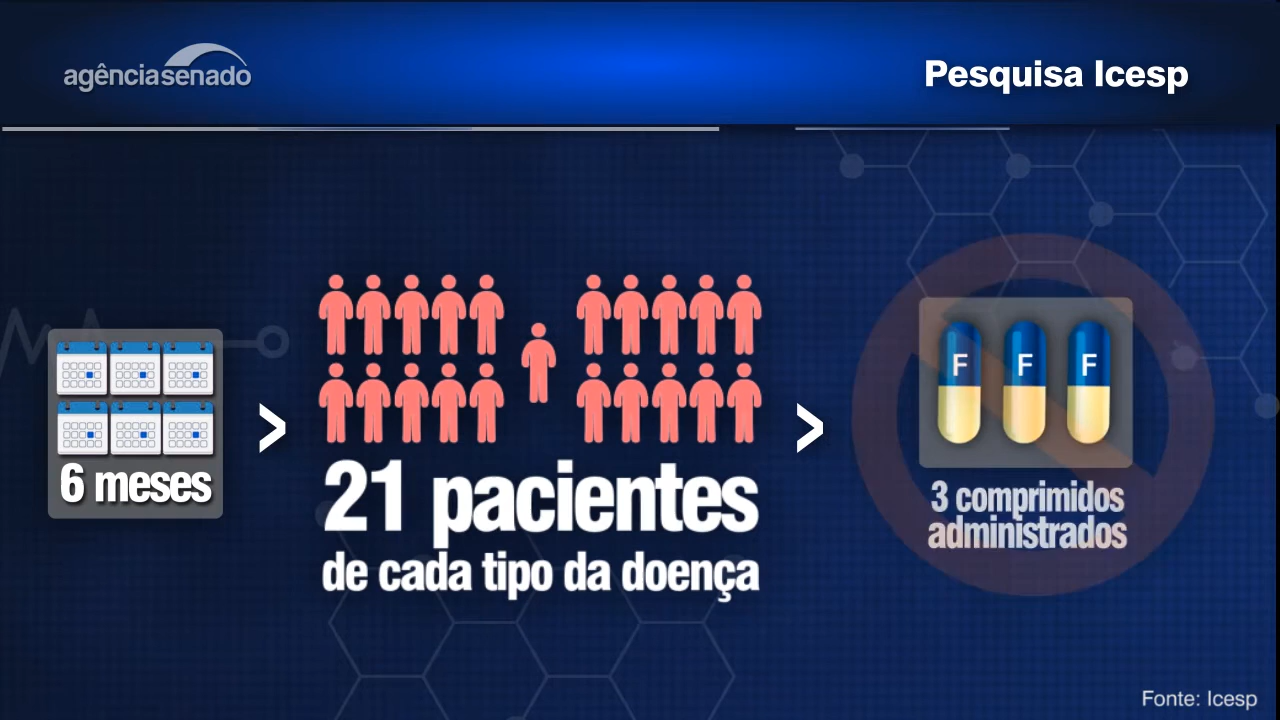 agênciasenado
Pesquisa Icesp
6 meses
21 pacientes
de cada tipo da doença
F F F
3 comprimidos
administrados
Fonte: Icesp